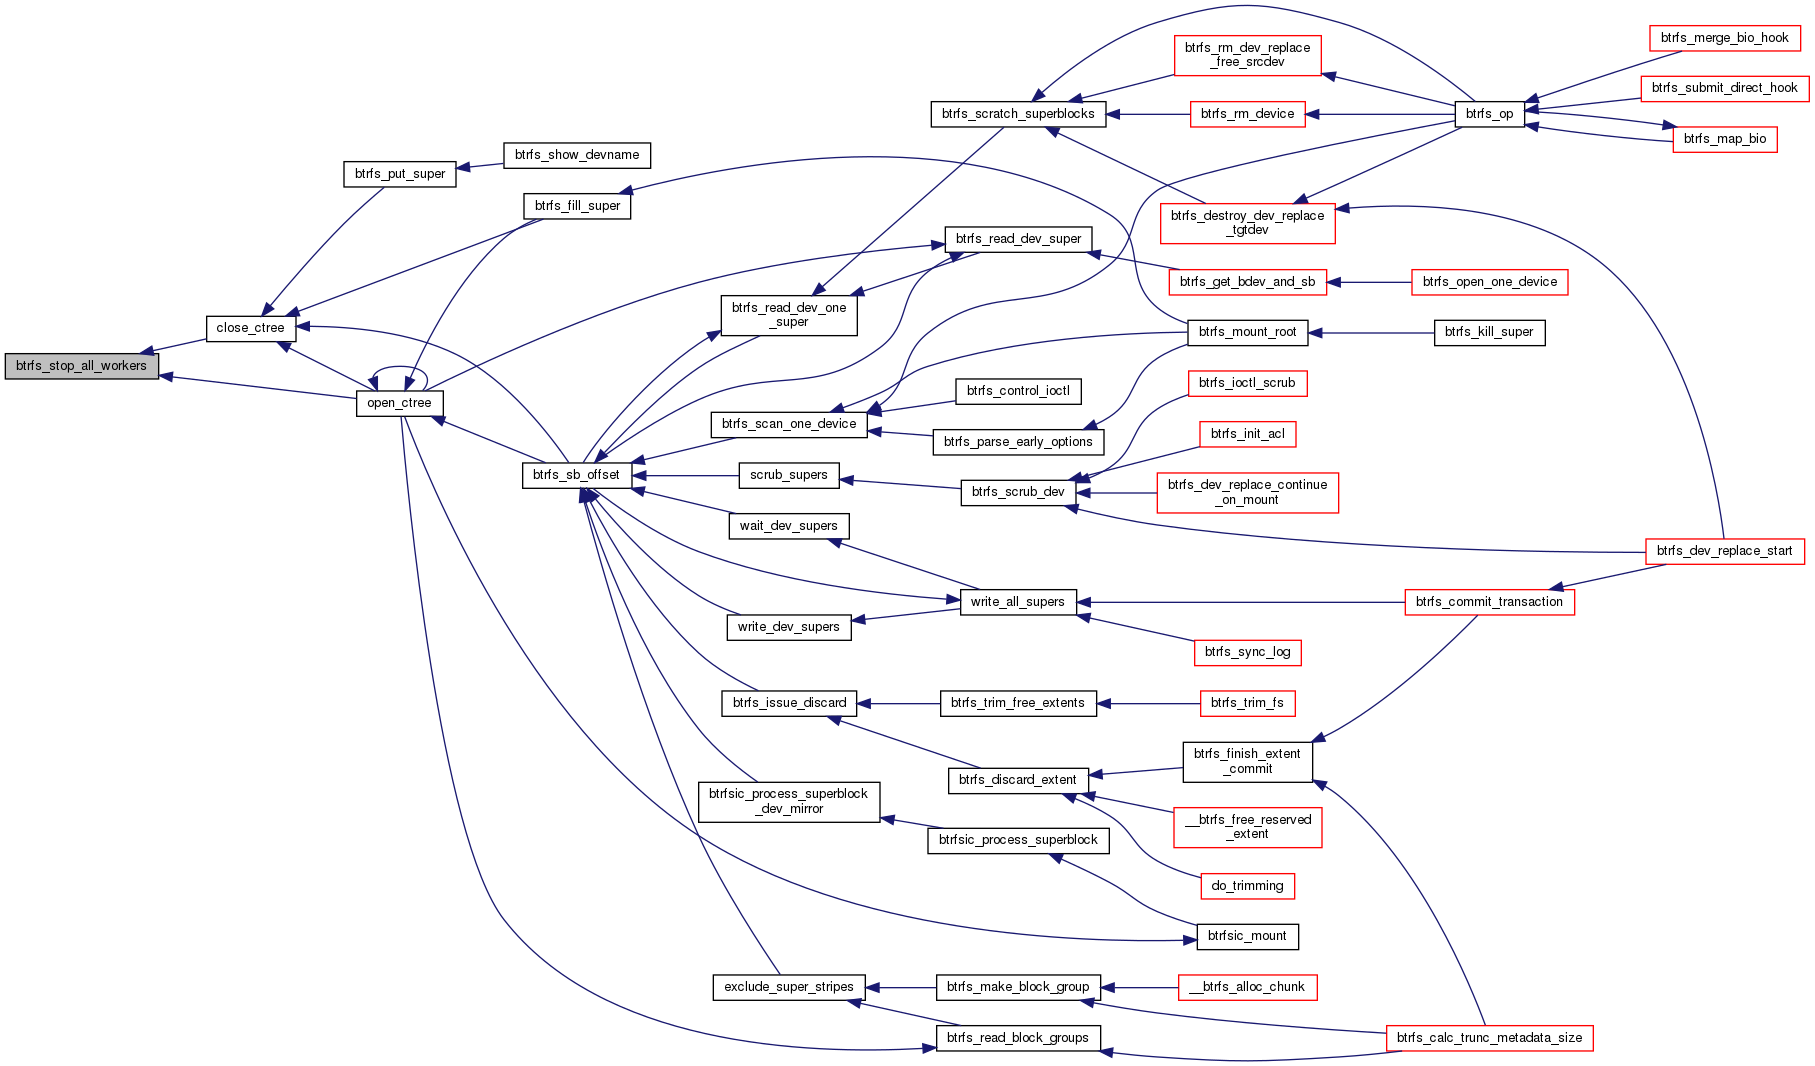 btrfs_stop_all_workers
close_ctree
open_ctree
btrfs_put_super
btrfs_show_devname
btrfs_fill_super
btrfs_sb_offset
btrfs_read_dev_one
_super
btrfs_scan_one_device
scrub_supers
wait_dev_supers
write_dev_supers
btrfs_issue_discard
btrfsic_process_superblock
_dev_mirror
exclude_super_stripes
btrfs_scratch_superblocks
btrfs_read_dev_super
btrfs_control_ioctl
btrfs_parse_early_options
btrfs_scrub_dev
write_all_supers
btrfs_trim_free_extents
btrfs_discard_extent
btrfsic_process_superblock
btrfs_make_block_group
btrfs_read_block_groups
btrfs_rm_dev_replace
_free_srcdev
btrfs_rm_device
btrfs_destroy_dev_replace
_tgtdev
btrfs_get_bdev_and_sb
btrfs_mount_root
btrfs_ioctl_scrub
btrfs_init_acl
btrfs_dev_replace_continue
_on_mount
btrfs_sync_log
btrfs_trim_fs
btrfs_finish_extent
_commit
__btrfs_free_reserved
_extent
do_trimming
btrfsic_mount
__btrfs_alloc_chunk
btrfs_op
btrfs_open_one_device
btrfs_kill_super
btrfs_commit_transaction
btrfs_calc_trunc_metadata_size
btrfs_merge_bio_hook
btrfs_submit_direct_hook
btrfs_map_bio
btrfs_dev_replace_start